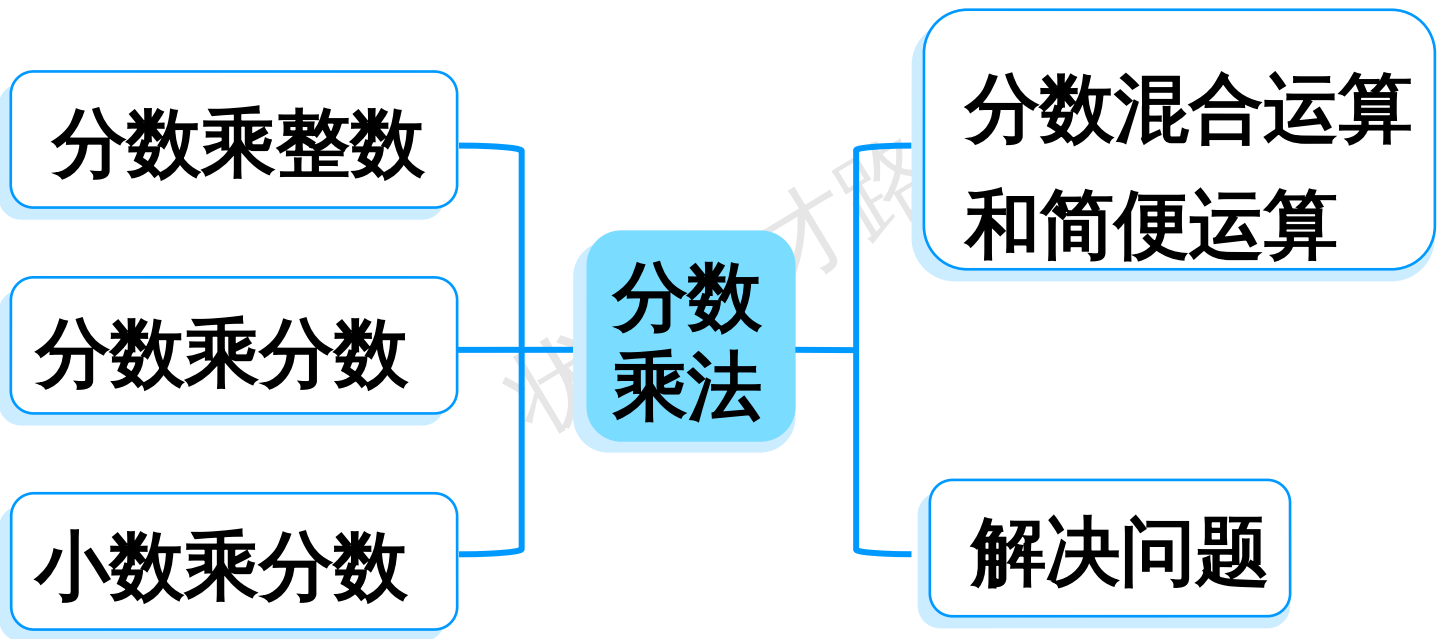 分数乘整数
分数乘分数
小数乘分数
分数
乘法
分数混合运算
和简便运算
解决问题